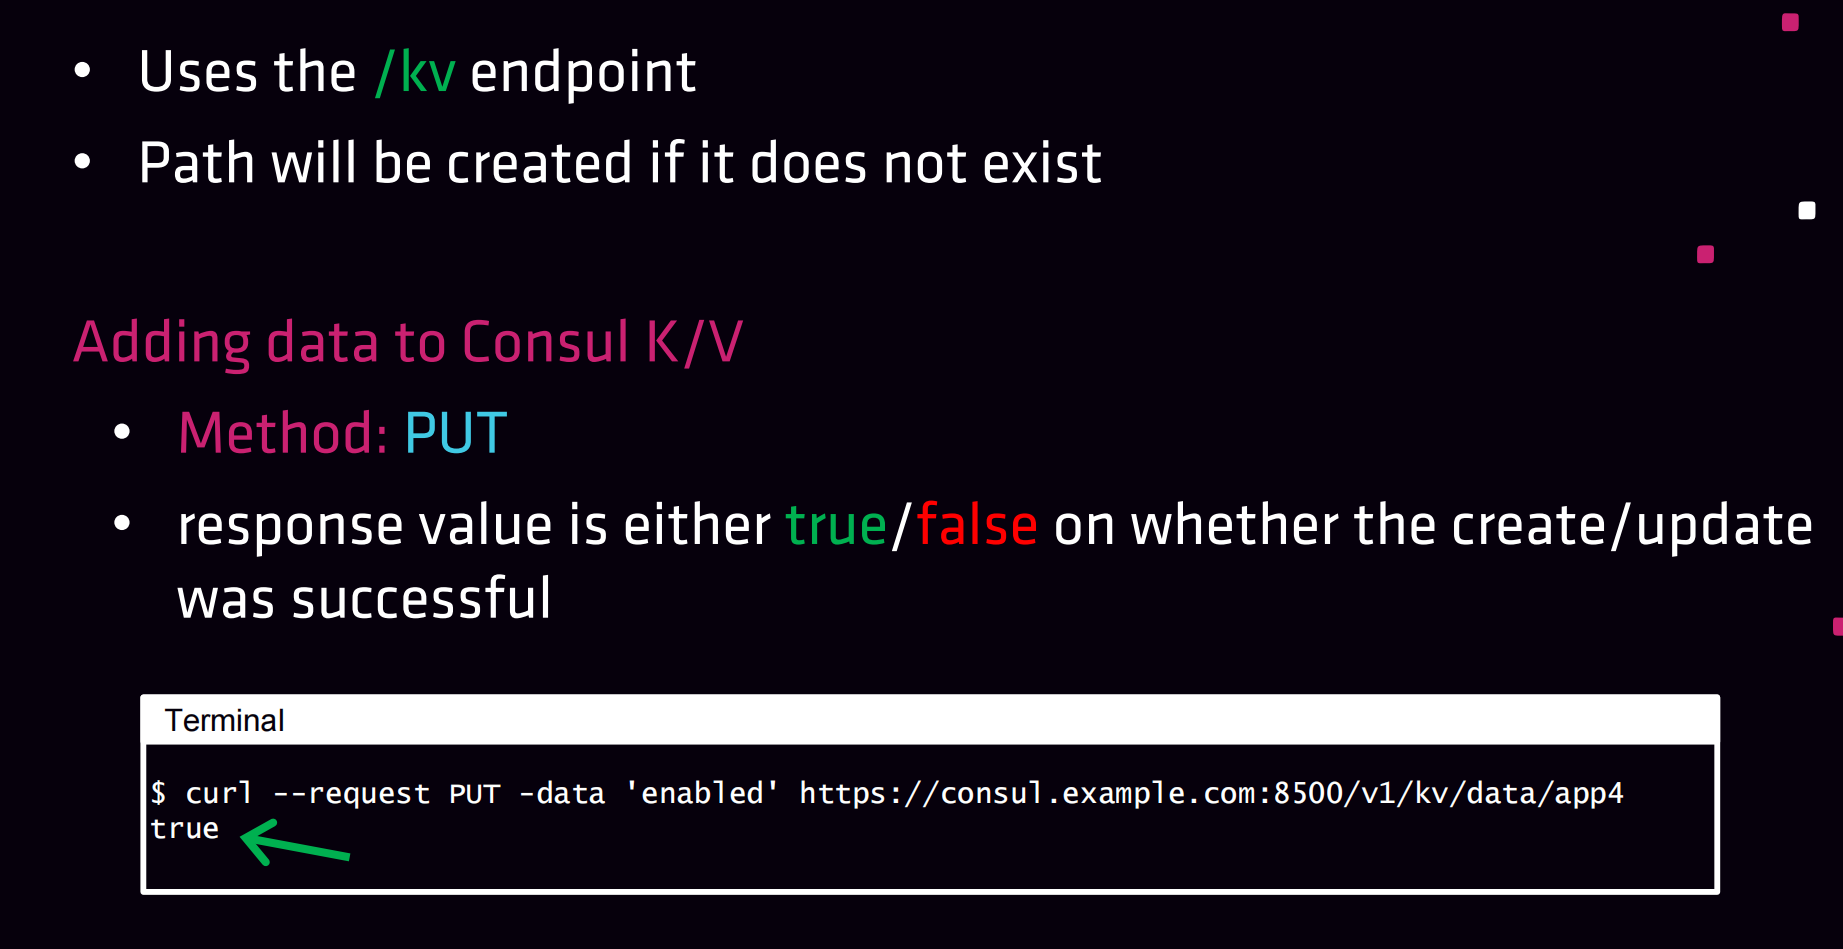 • Uses the /kv endpoint
• Path will be created if it does not exist
Adding data to Consul K/V
• Method: PUT
• response value is either true/false on whether the create/update
was successful
Terminal
$ curl --request PUT -data 'enabled' https://consul.example.com:8500/v1/kv/data/app4
true